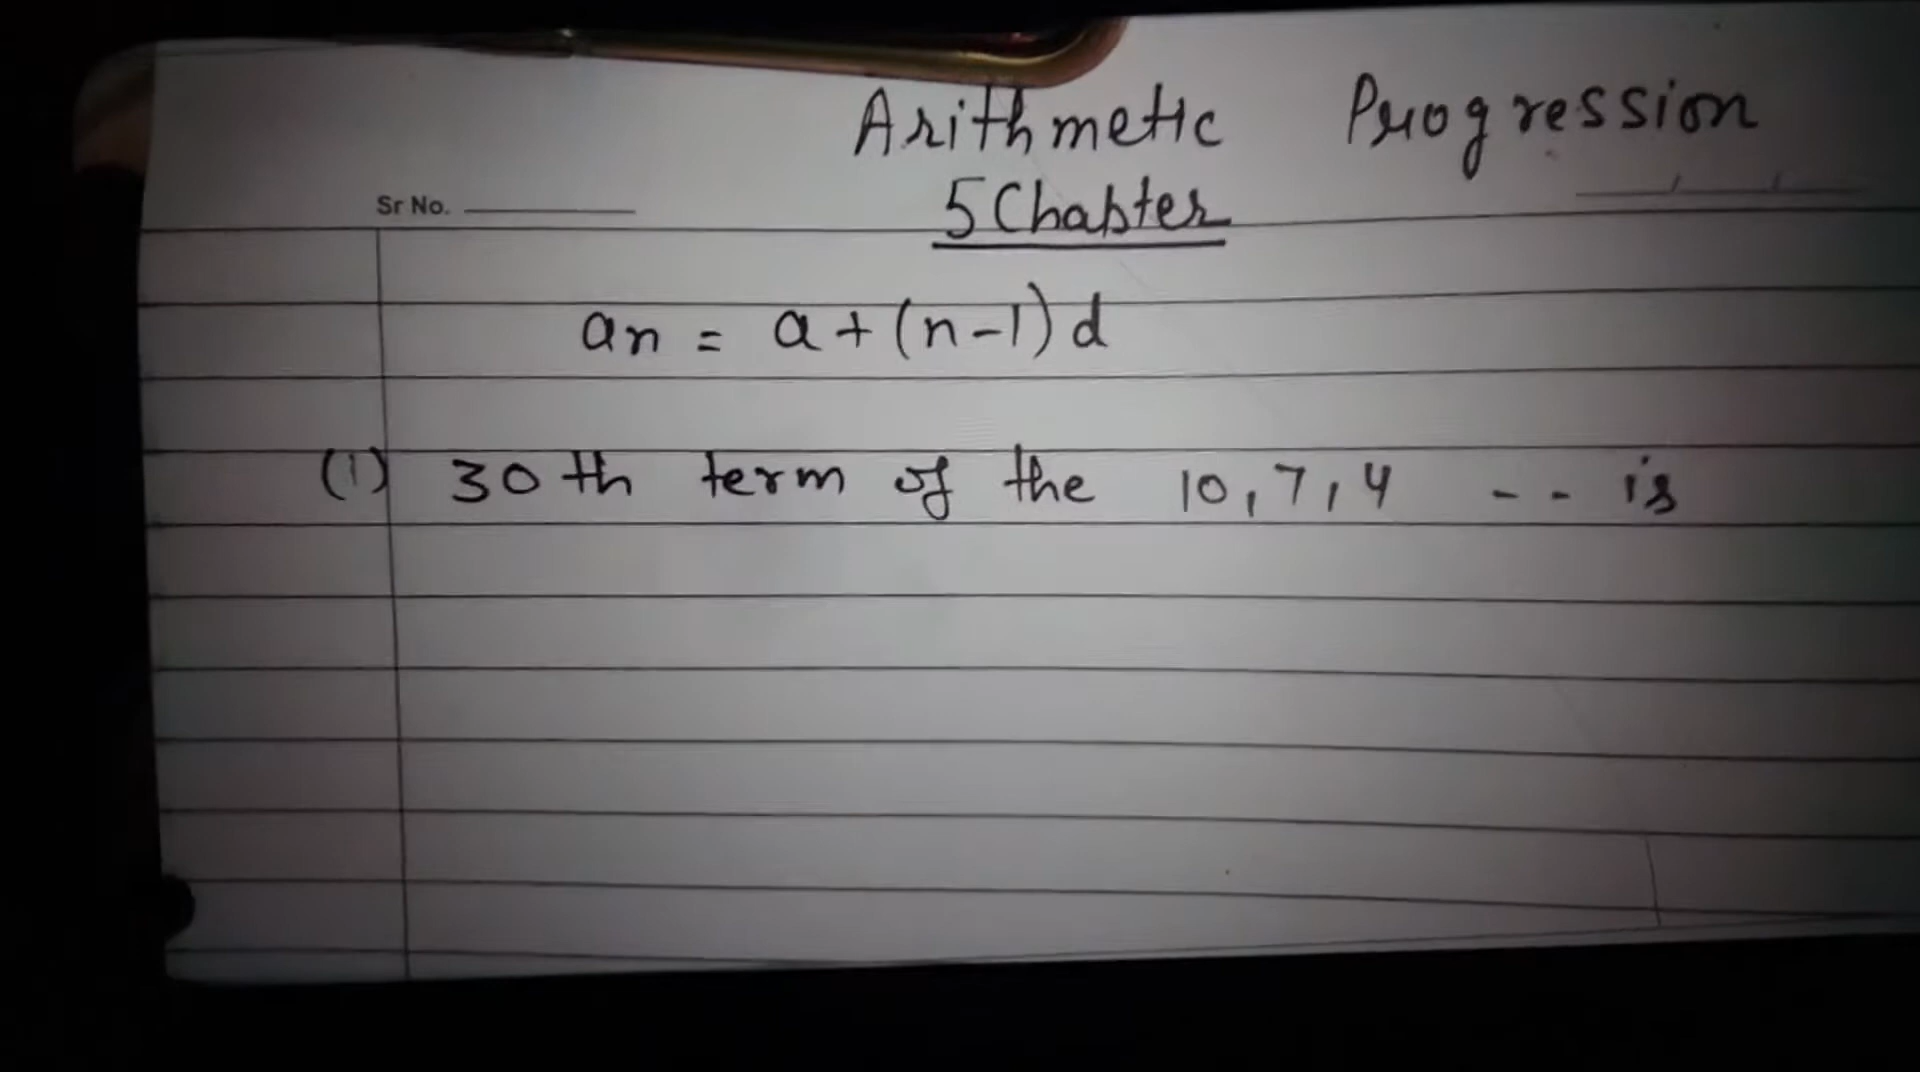 Arithmetic Progression
Sr No.
5 Chapter
an = a + (n-1) d
(1) 30th term of the 10, 7, 4 -- is